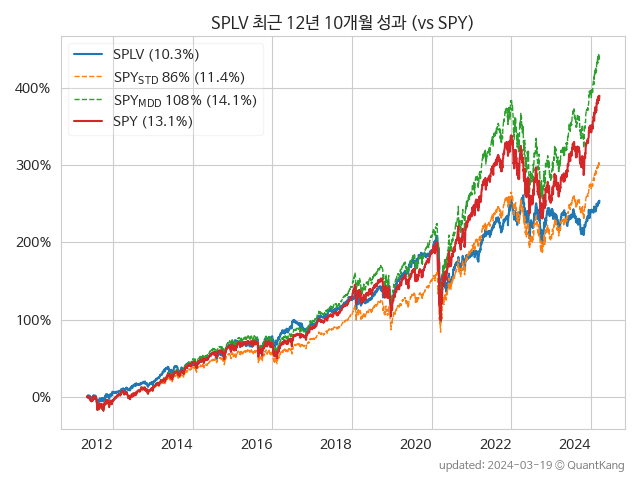 SPLV 최근 12년 10개월 성과 (vs SPY)
SPLV (10.3%)
SPY_STD 86% (11.4%)
SPY_MDD 108% (14.1%)
SPY (13.1%)
400%
300%
200%
100%
0%
2012 2014 2016 2018 2020 2022 2024
updated: 2024-03-19 © QuantKang